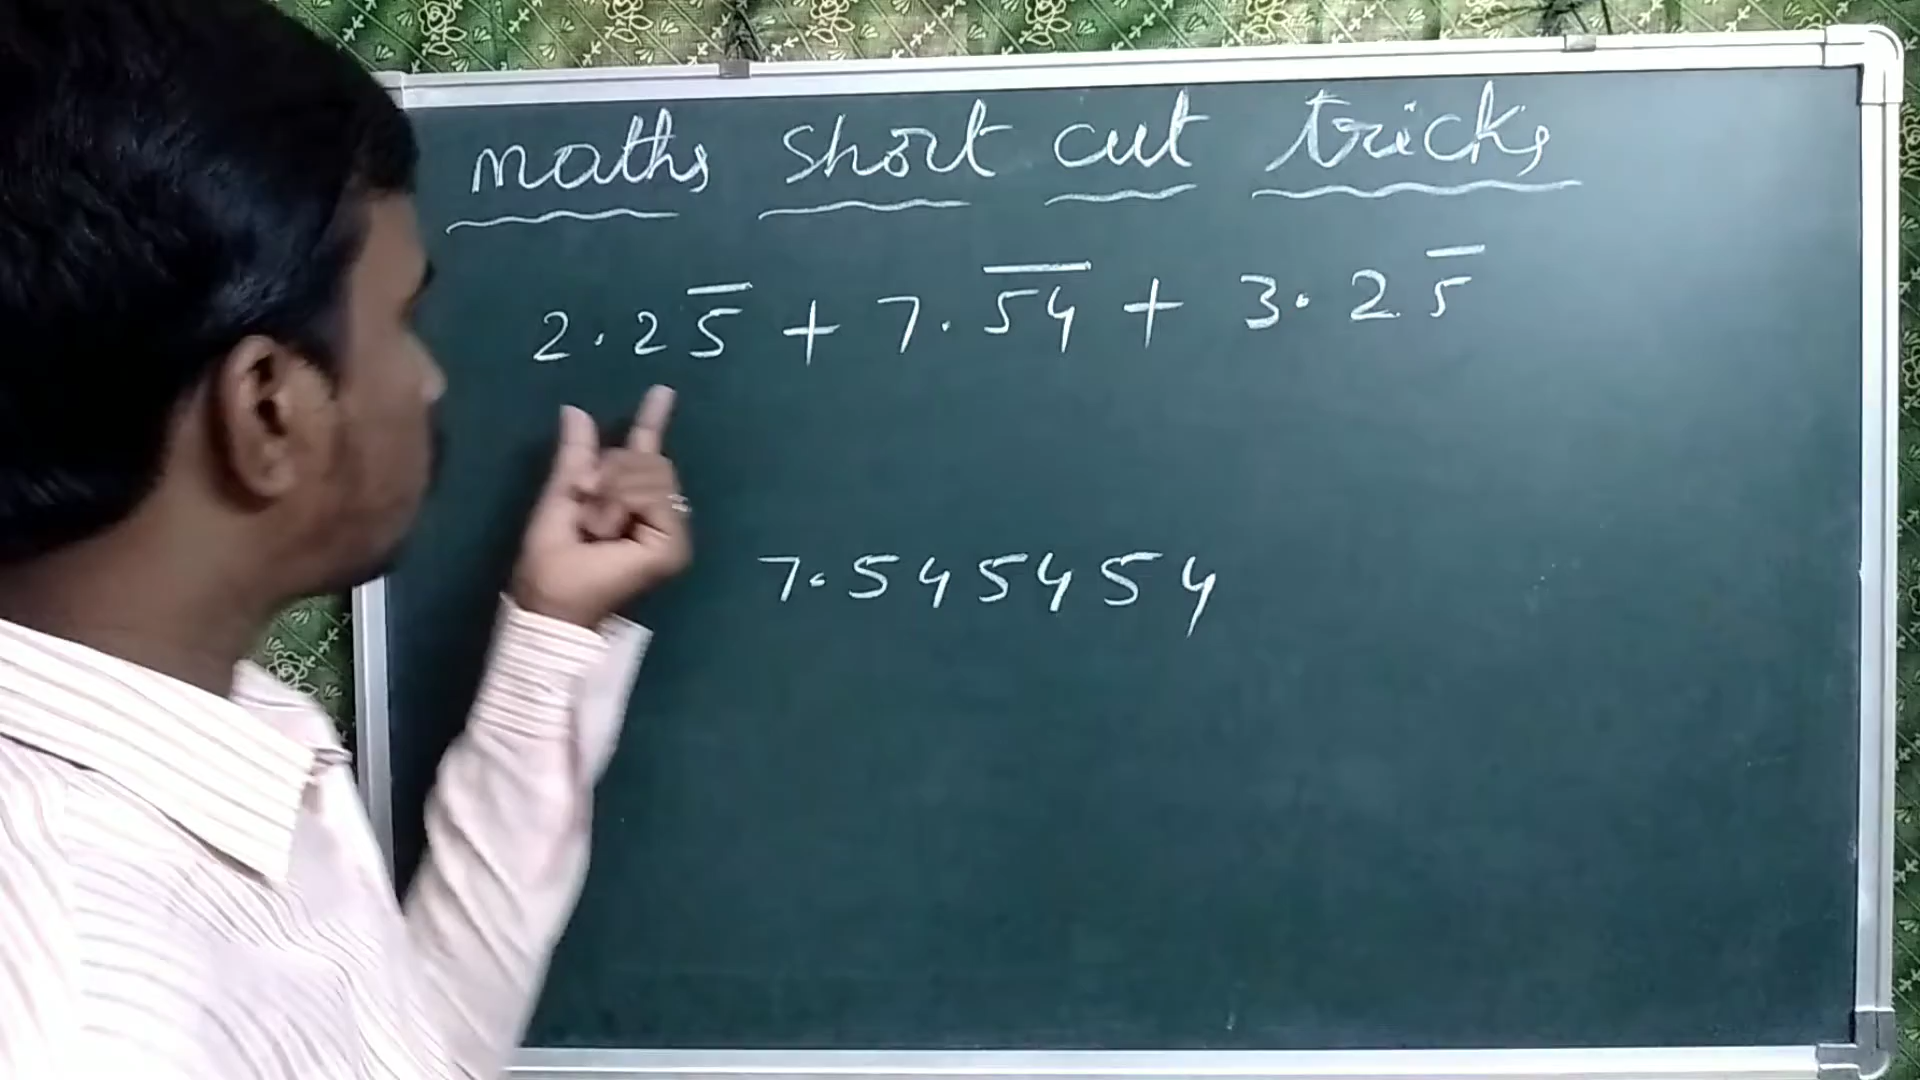 maths short cut tricks
2.25̅ + 7.5̅4̅ + 3.25̅
7.545454